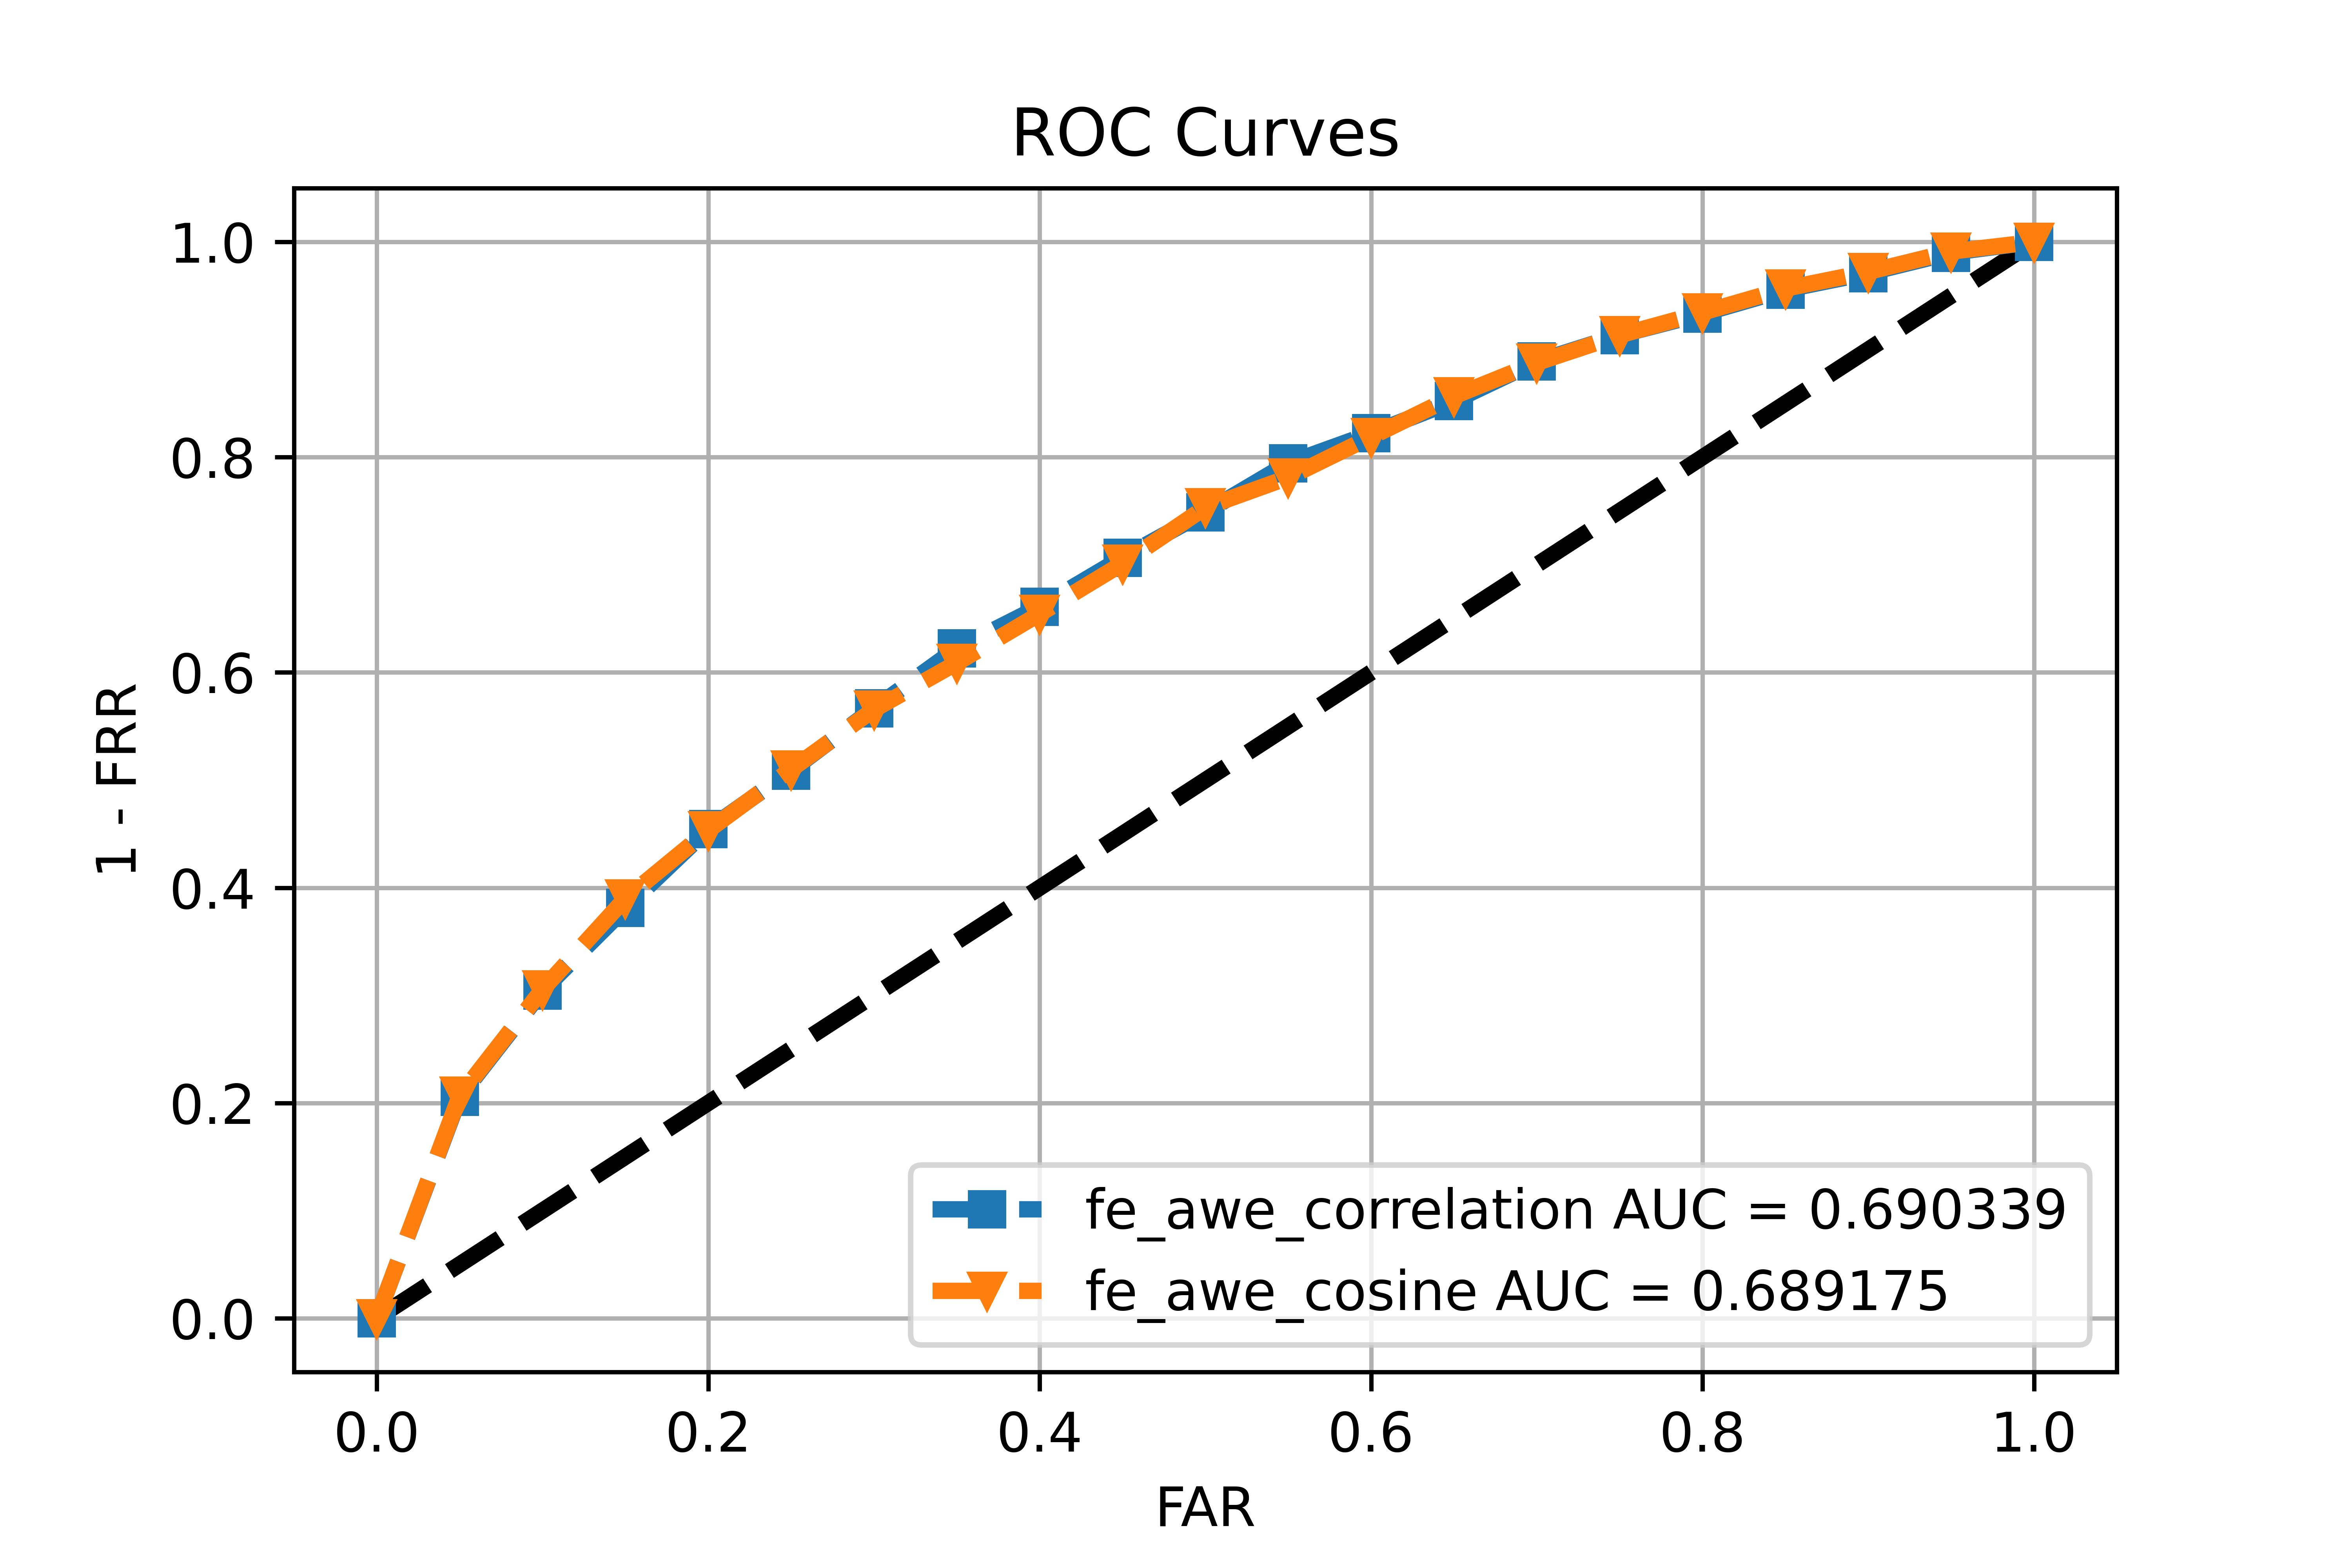 ROC Curves
1.0
0.8
0.6
0.4
0.2
0.0
1 - FRR
fe_awe_correlation AUC = 0.690339
fe_awe_cosine AUC = 0.689175
0.0 0.2 0.4 0.6 0.8 1.0
FAR